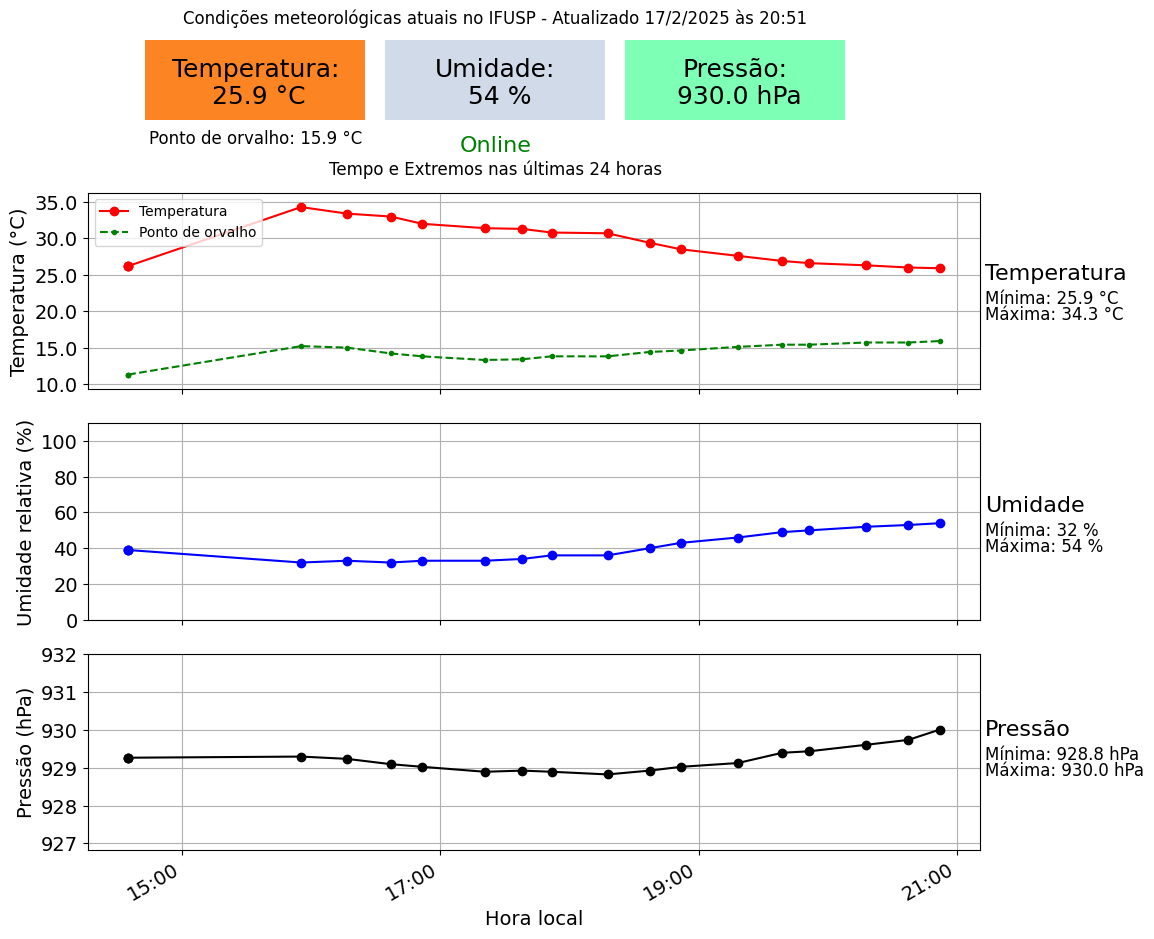 Condições meteorológicas atuais no IFUSP - Atualizado 17/2/2025 às 20:51
Temperatura:
25.9 °C
Umidade:
54 %
Pressão:
930.0 hPa
Ponto de orvalho: 15.9 °C
Online
Tempo e Extremos nas últimas 24 horas
Temperatura (°C)
35.0
30.0
25.0
20.0
15.0
10.0
Temperatura
Ponto de orvalho
Temperatura
Mínima: 25.9 °C
Máxima: 34.3 °C
Umidade relativa (%)
100
80
60
40
20
0
Umidade
Mínima: 32 %
Máxima: 54 %
Pressão (hPa)
932
931
930
929
928
927
Pressão
Mínima: 928.8 hPa
Máxima: 930.0 hPa
15:00
17:00
19:00
21:00
Hora local